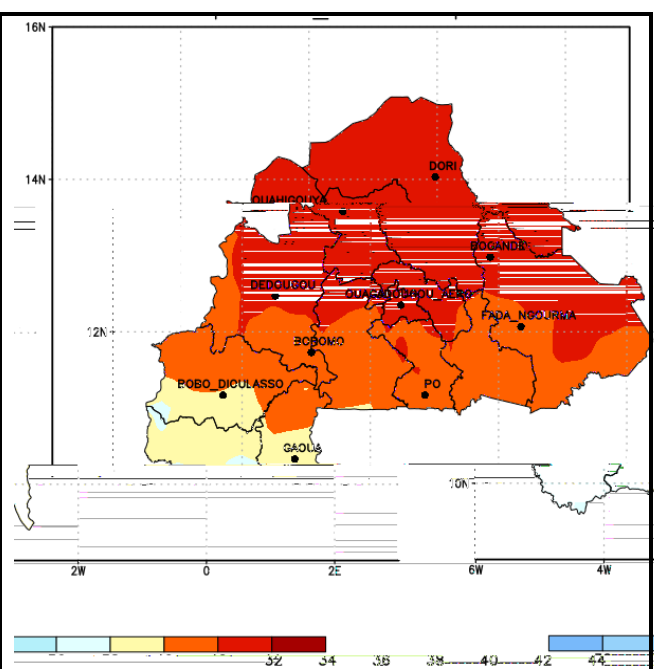 16N
14N
DORI
OUAHIGOUYA
BOGANDE
DEDOUGOU
OUAGADOUGOU_AERO
FADA_NGOURMA
12N
BOROMO
BOBO_DIOULASSO
PO
GAOUA
10N
2W 0 2E 6W 4W
32 34 36 38 40 42 44